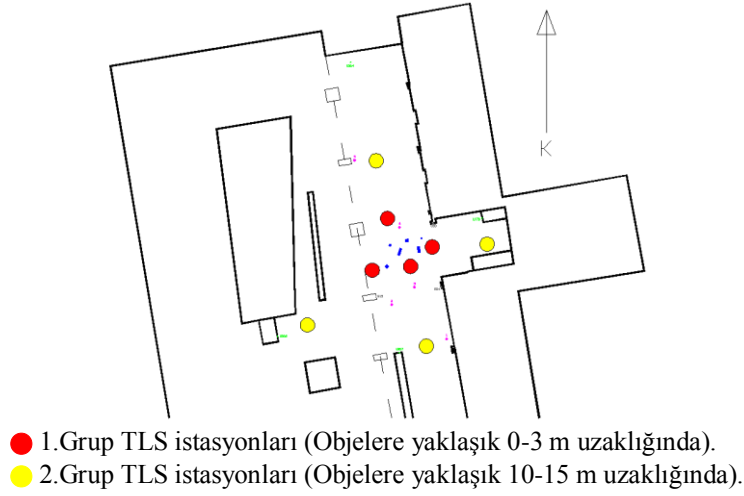 K
1.Grup TLS istasyonları (Objelere yaklaşık 0-3 m uzaklığında).
2.Grup TLS istasyonları (Objelere yaklaşık 10-15 m uzaklığında).